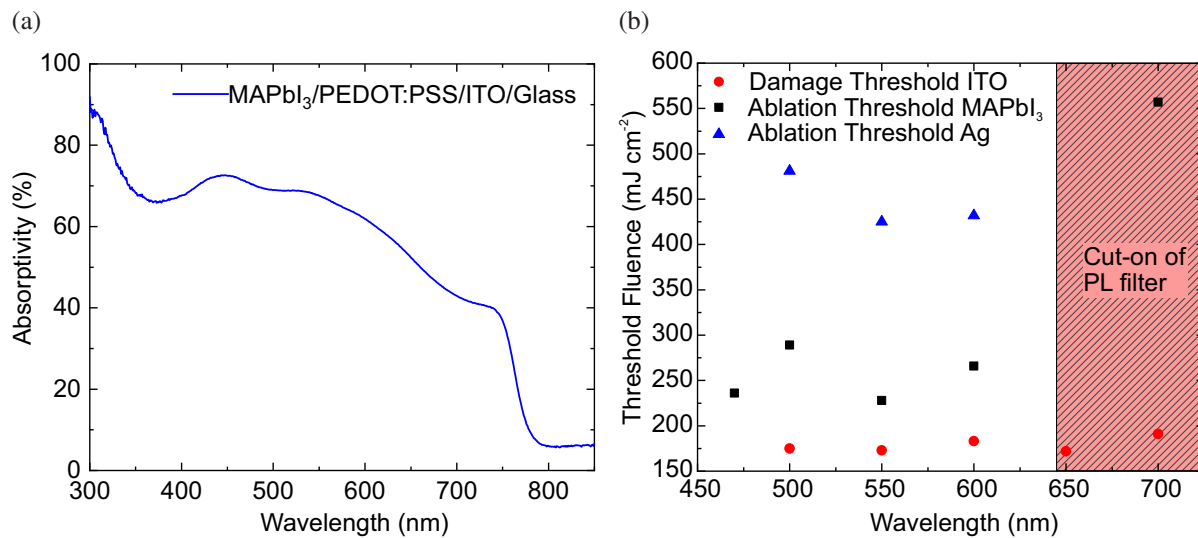 (a)
100
80
60
40
20
0
Absorptivity (%)
MAPbI₃/PEDOT:PSS/ITO/Glass
300 400 500 600 700 800
Wavelength (nm)
(b)
600
550
500
450
400
350
300
250
200
150
Threshold Fluence (mJ cm⁻²)
Damage Threshold ITO
Ablation Threshold MAPbI₃
Ablation Threshold Ag
Cut-on of
PL filter
450 500 550 600 650 700
Wavelength (nm)